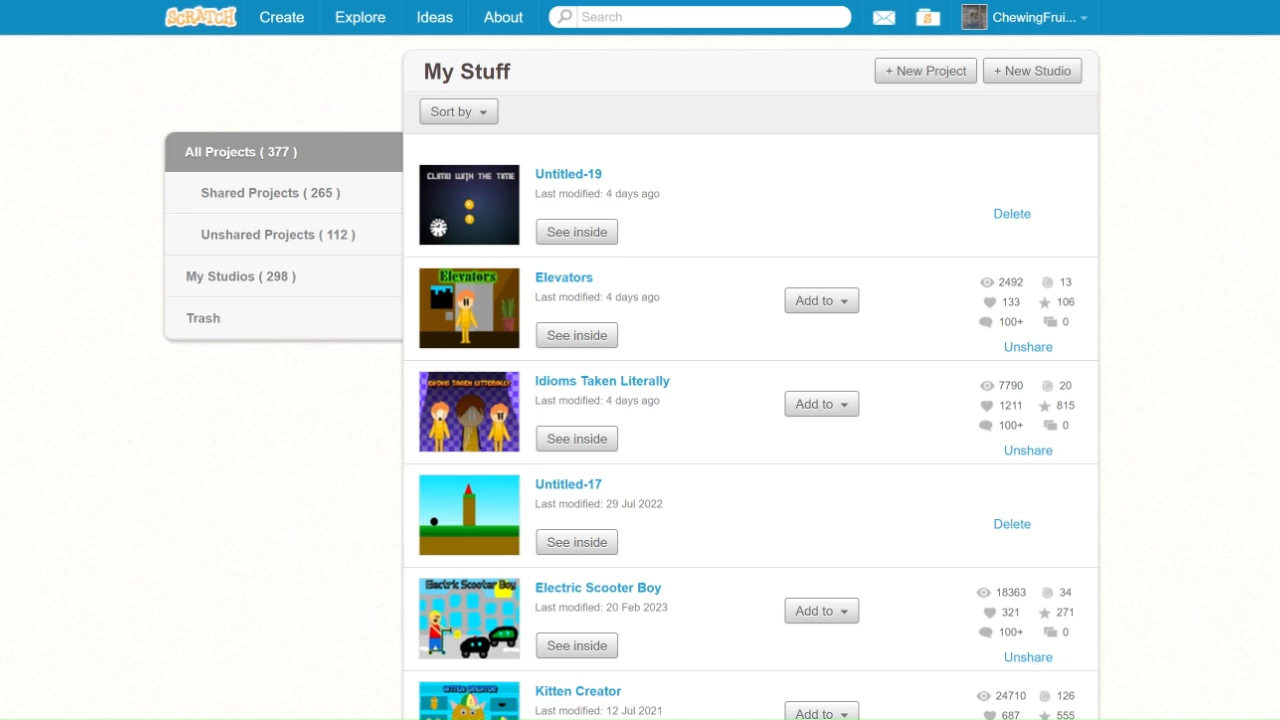 SCRATCH Create Explore Ideas About Search ChewingFrui...
My Stuff
+ New Project + New Studio
Sort by
All Projects ( 377 )
Shared Projects ( 265 )
Unshared Projects ( 112 )
My Studios ( 298 )
Trash
CLIMB WITH THE TIME
Untitled-19
Last modified: 4 days ago
See inside
Delete
Elevators
Elevators
Last modified: 4 days ago
See inside
Add to
2492 13
133 106
100+ 0
Unshare
IDIOMS TAKEN LITTERALLY
Idioms Taken Literally
Last modified: 4 days ago
See inside
Add to
7790 20
1211 815
100+ 0
Unshare
Untitled-17
Last modified: 29 Jul 2022
See inside
Delete
Electric Scooter Boy
Electric Scooter Boy
Last modified: 20 Feb 2023
See inside
Add to
18363 34
321 271
100+ 0
Unshare
KITTEN CREATOR
Kitten Creator
Last modified: 12 Jul 2021
Add to
24710 126
687 555